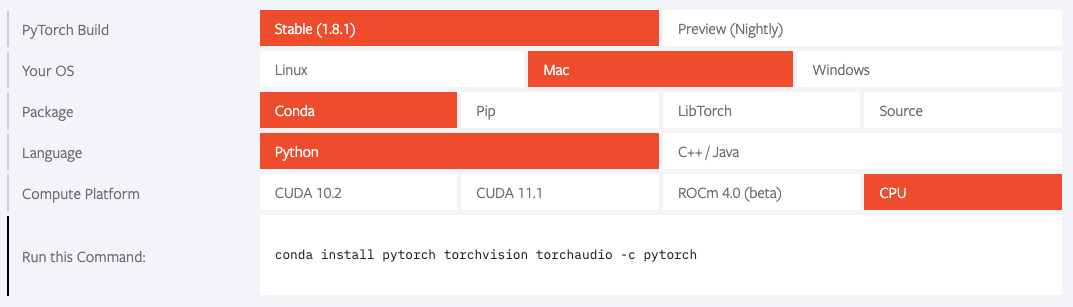 PyTorch Build Stable (1.8.1) Preview (Nightly)
Your OS Linux Mac Windows
Package Conda Pip LibTorch Source
Language Python C++ / Java
Compute Platform CUDA 10.2 CUDA 11.1 ROCm 4.0 (beta) CPU
Run this Command: conda install pytorch torchvision torchaudio -c pytorch